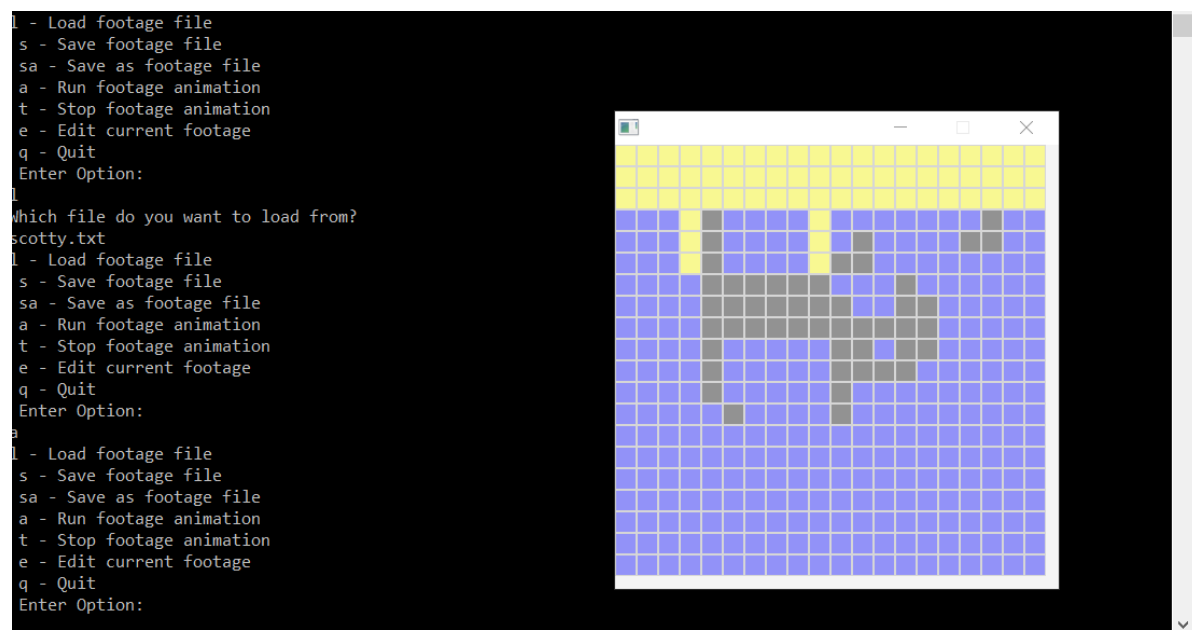 l - Load footage file
s - Save footage file
sa - Save as footage file
a - Run footage animation
t - Stop footage animation
e - Edit current footage
q - Quit
Enter Option:
l
Which file do you want to load from?
scotty.txt
l - Load footage file
s - Save footage file
sa - Save as footage file
a - Run footage animation
t - Stop footage animation
e - Edit current footage
q - Quit
Enter Option:
a
l - Load footage file
s - Save footage file
sa - Save as footage file
a - Run footage animation
t - Stop footage animation
e - Edit current footage
q - Quit
Enter Option: